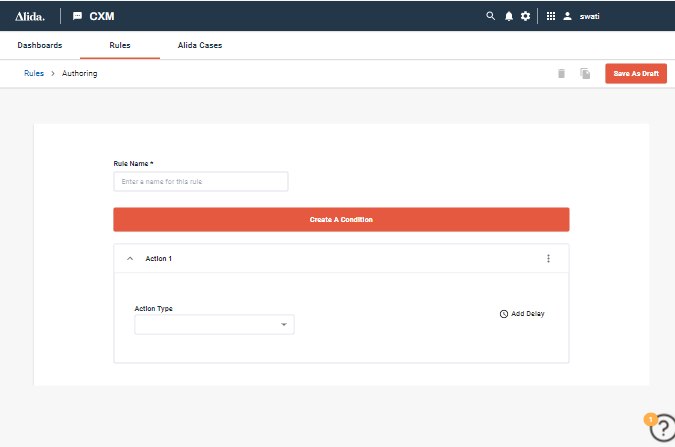 Alida. CXM swati
Dashboards Rules Alida Cases
Rules > Authoring Save As Draft
Rule Name *
Enter a name for this rule
Create A Condition
Action 1
Action Type
Add Delay
1
?